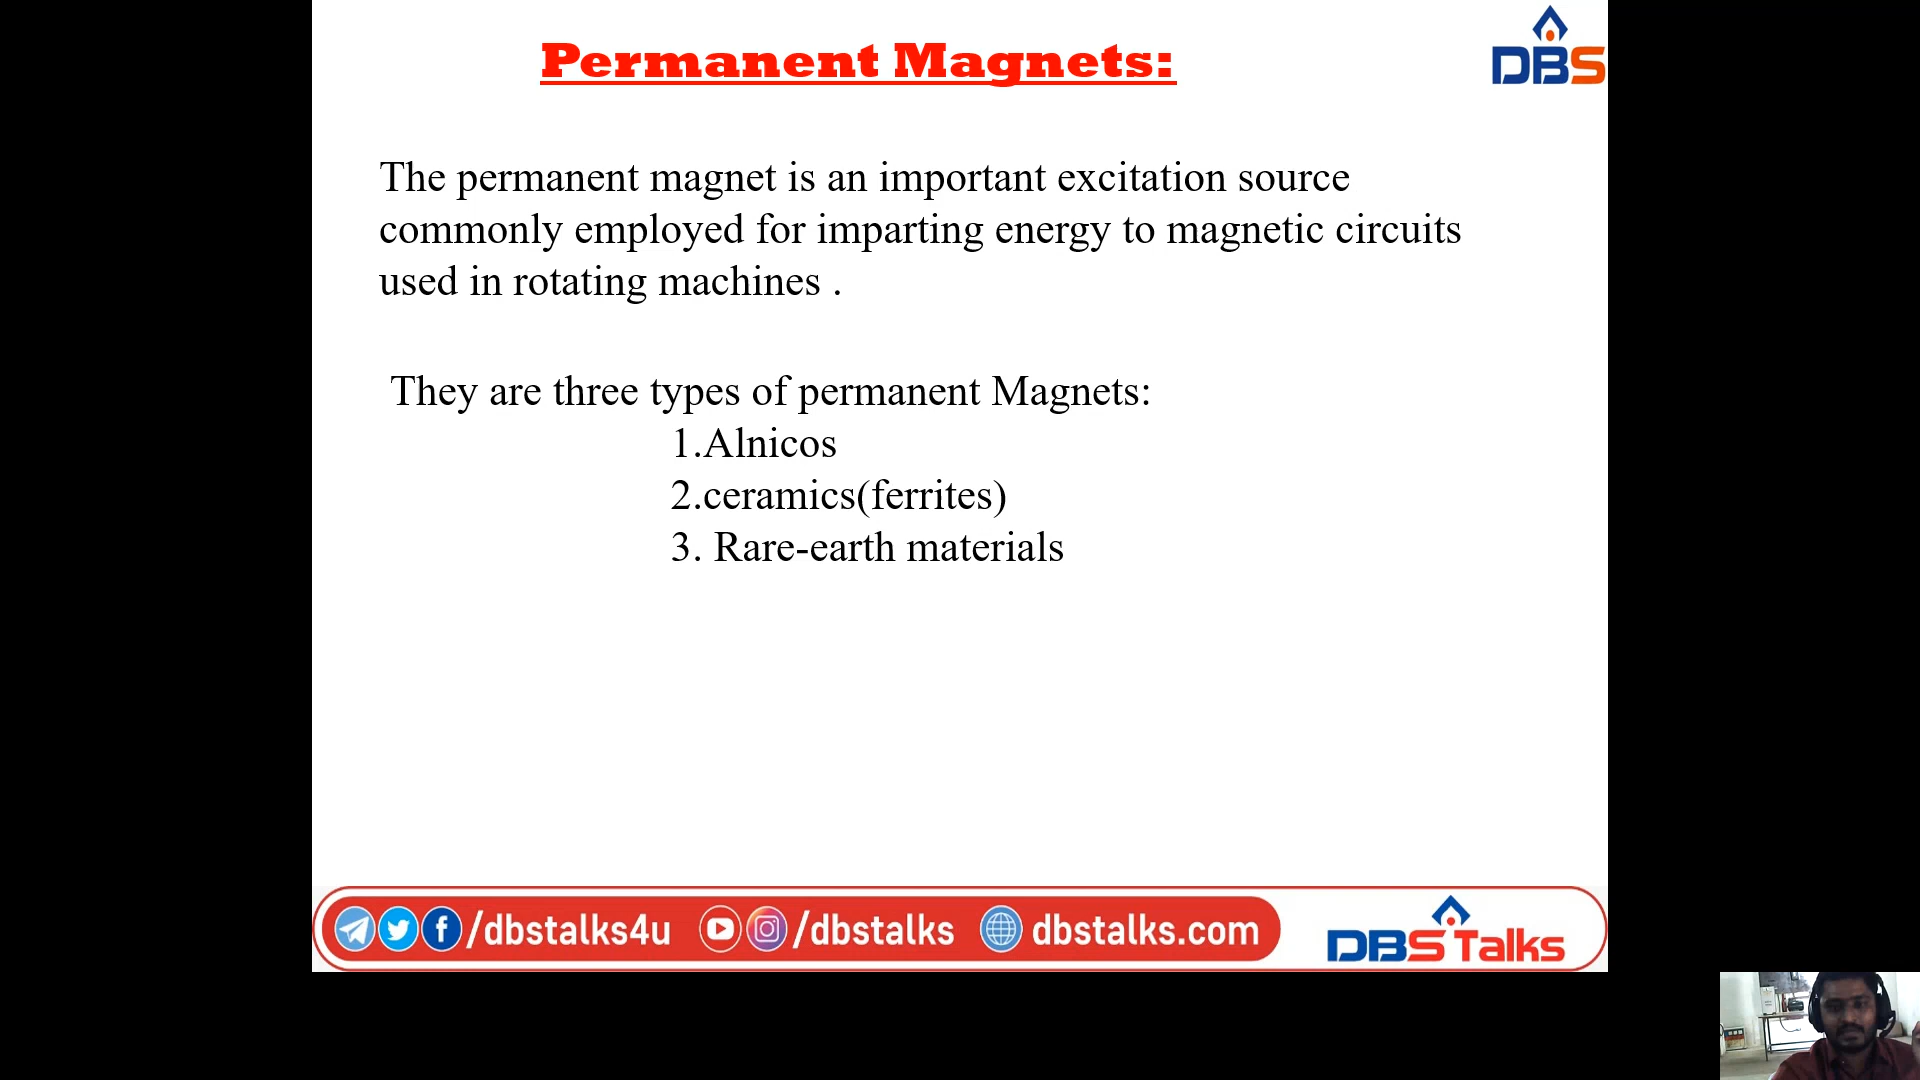 Permanent Magnets:
DBS
The permanent magnet is an important excitation source
commonly employed for imparting energy to magnetic circuits
used in rotating machines .
They are three types of permanent Magnets:
1.Alnicos
2.ceramics(ferrites)
3. Rare-earth materials
/dbstalks4u /dbstalks dbstalks.com
DBS Talks